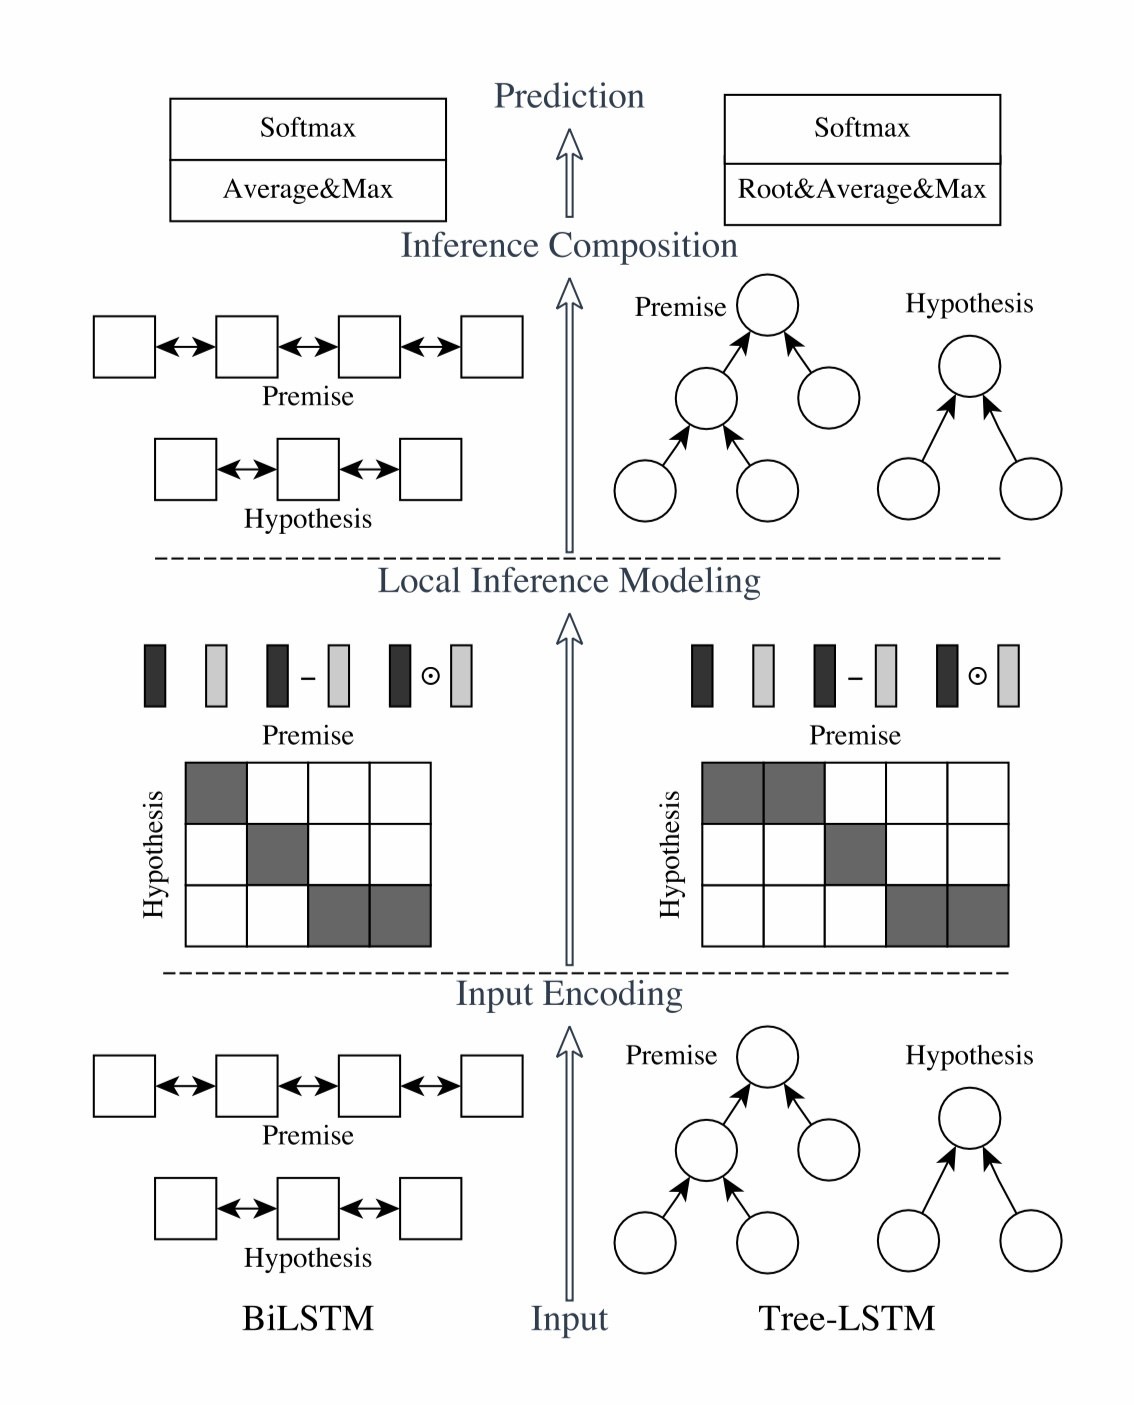 Prediction
Softmax
Average&Max
Softmax
Root&Average&Max
Inference Composition
Premise
Hypothesis
Premise
Hypothesis
Local Inference Modeling
–
⊙
–
⊙
Premise
Hypothesis
Premise
Hypothesis
Input Encoding
Premise
Hypothesis
Premise
Hypothesis
BiLSTM
Input
Tree-LSTM